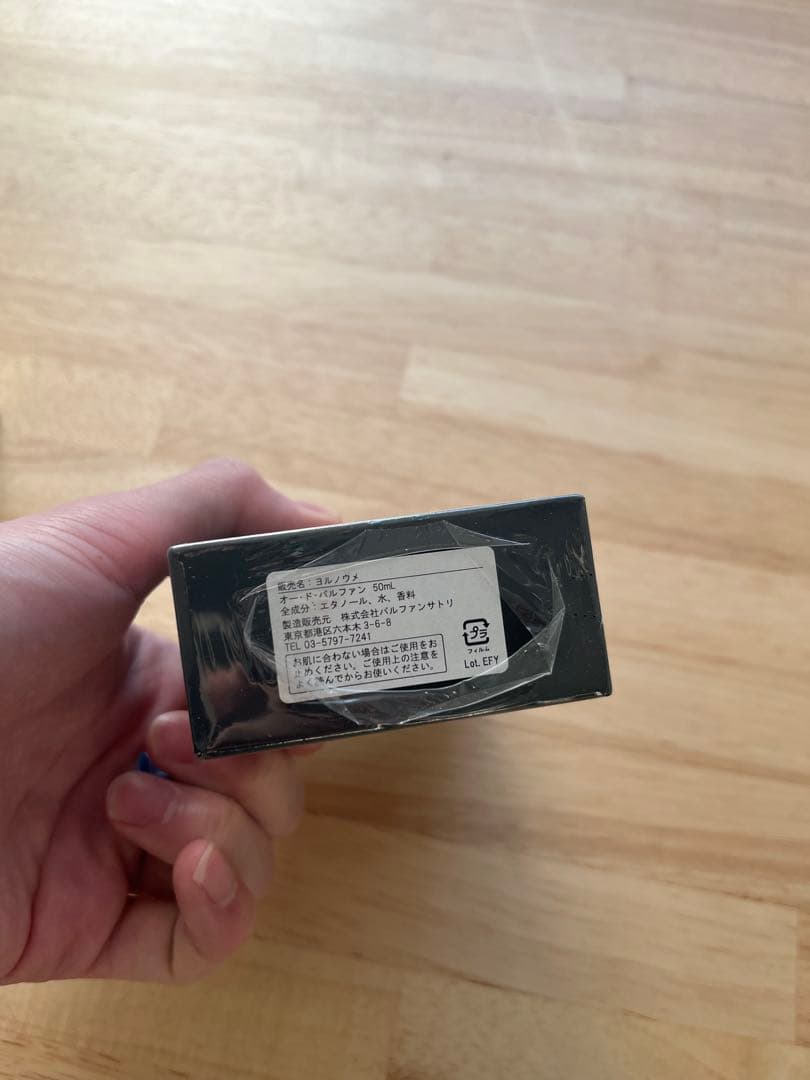 販売名：ヨルノウメ
オー・ド・パルファン 50mL
全成分：エタノール、水、香料
製造販売元 株式会社パルファンサトリ
東京都港区六本木3-6-8
TEL 03-5797-7241
お肌に合わない場合はご使用をお
止めください。ご使用上の注意を
よく読んでからお使いください。
プラ
フィルム
Lot. EFY